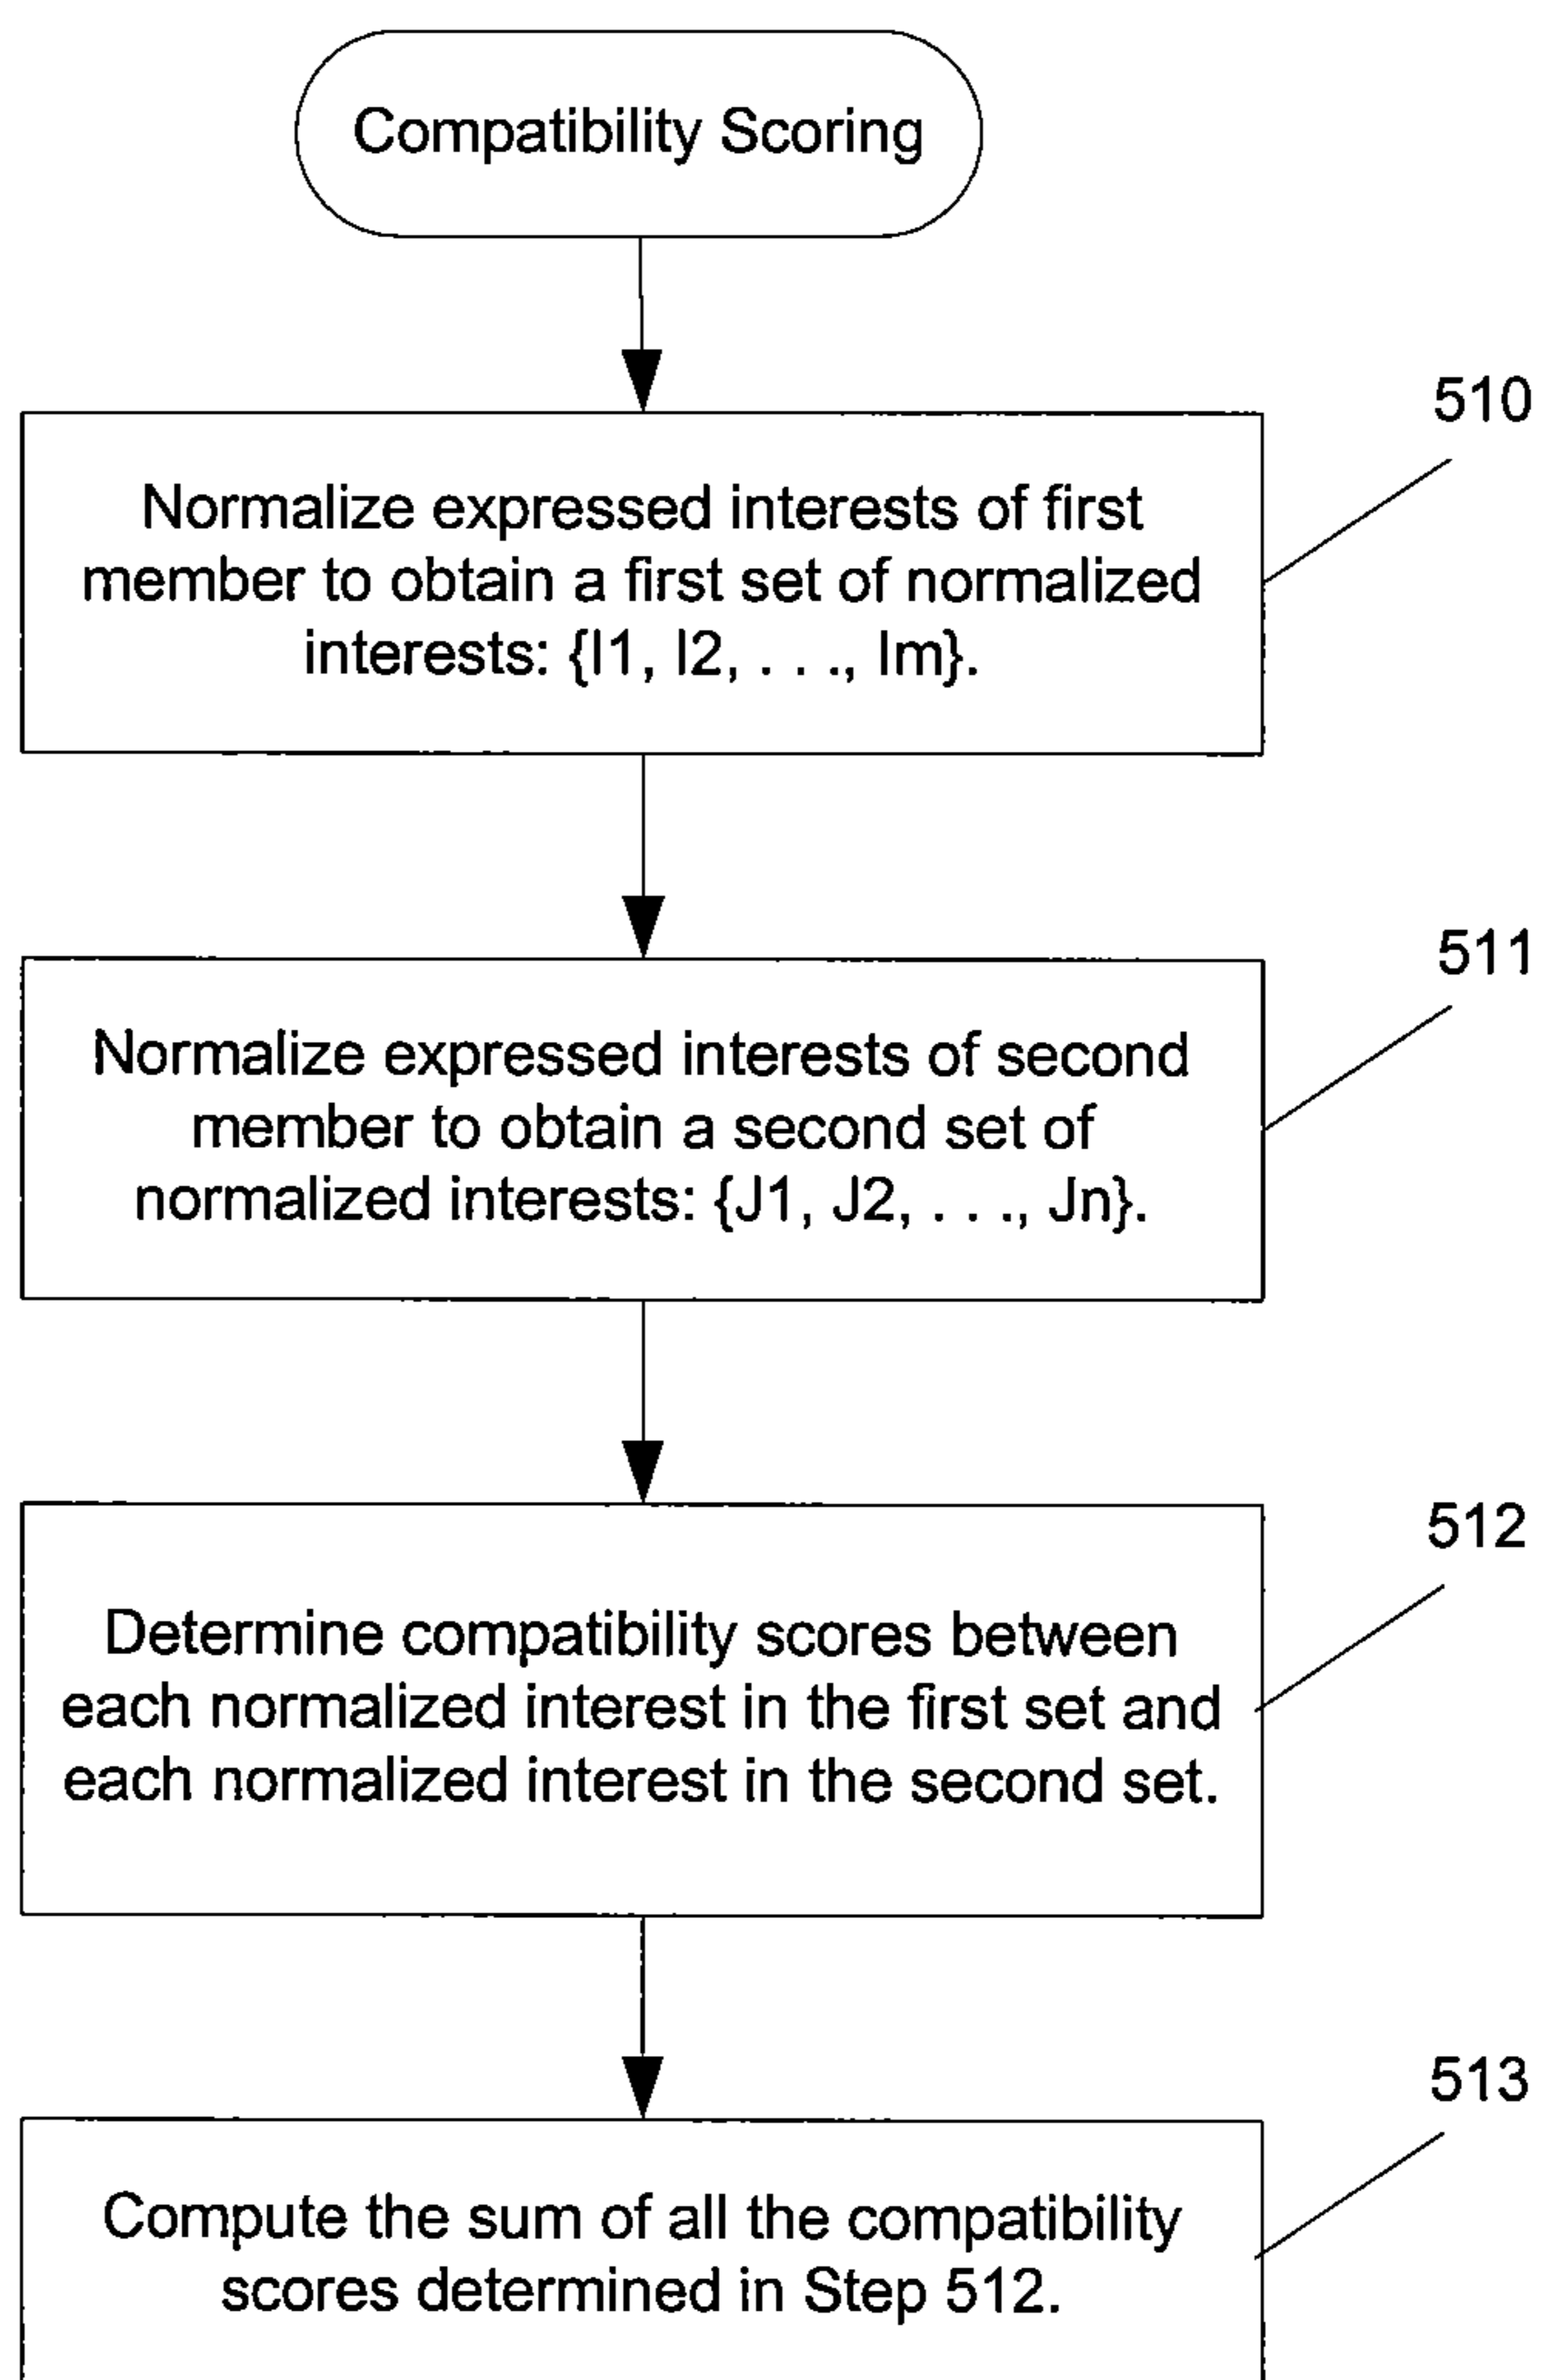 Compatibility Scoring
510
Normalize expressed interests of first
member to obtain a first set of normalized
interests: {I1, I2, . . ., Im}.
511
Normalize expressed interests of second
member to obtain a second set of
normalized interests: {J1, J2, . . ., Jn}.
512
Determine compatibility scores between
each normalized interest in the first set and
each normalized interest in the second set.
513
Compute the sum of all the compatibility
scores determined in Step 512.